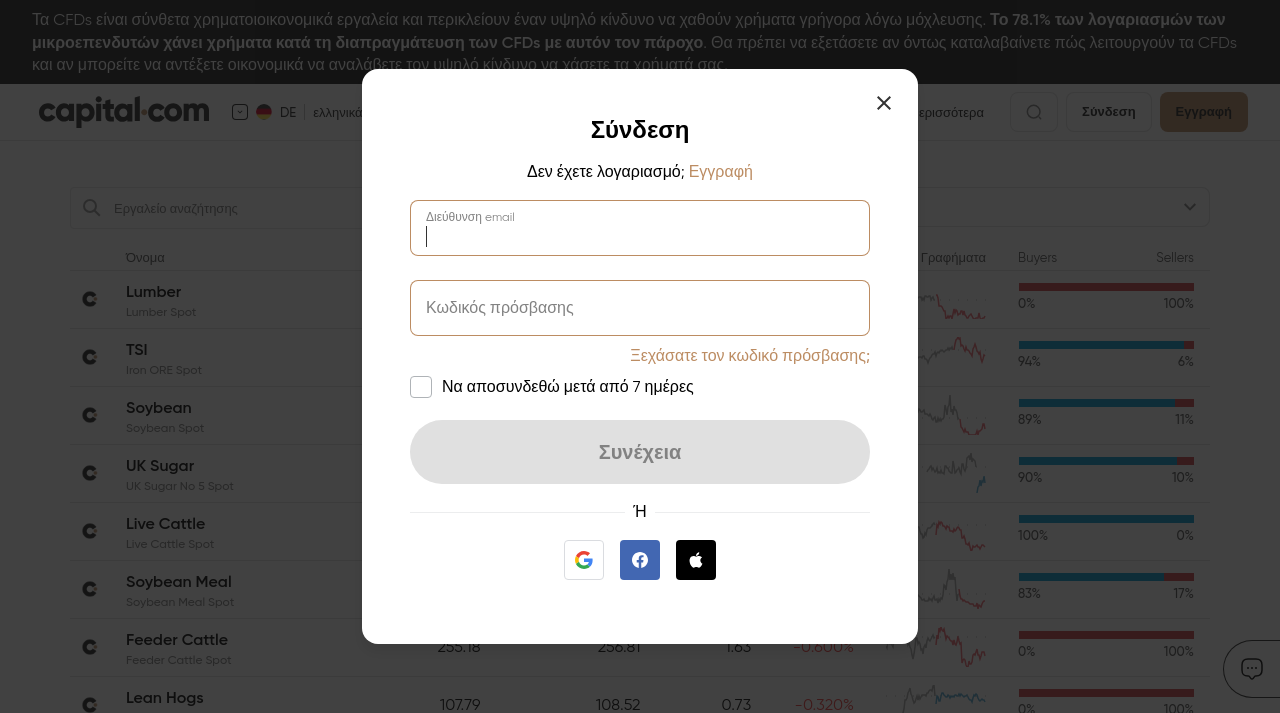 Τα CFDs είναι σύνθετα χρηματοιοικονομικά εργαλεία και περικλείουν έναν υψηλό κίνδυνο να χαθούν χρήματα γρήγορα λόγω μόχλευσης. Το 78.1% των λογαριασμών των
μικροεπενδυτών χάνει χρήματα κατά τη διαπραγμάτευση των CFDs με αυτόν τον πάροχο. Θα πρέπει να εξετάσετε αν όντως καταλαβαίνετε πώς λειτουργούν τα CFDs
και αν μπορείτε να αντέξετε οικονομικά να αναλάβετε τον υψηλό κίνδυνο να χάσετε τα χρήματά σας
capital.com
DE
ελληνικά
ερισσότερα
Σύνδεση
Εγγραφή
Σύνδεση
Δεν έχετε λογαριασμό; Εγγραφή
Διεύθυνση email
Κωδικός πρόσβασης
Ξεχάσατε τον κωδικό πρόσβασης;
Να αποσυνδεθώ μετά από 7 ημέρες
Συνέχεια
Ή
Εργαλείο αναζήτησης
Όνομα Γραφήματα Buyers Sellers
Lumber
Lumber Spot
0% 100%
TSI
Iron ORE Spot
94% 6%
Soybean
Soybean Spot
89% 11%
UK Sugar
UK Sugar No 5 Spot
90% 10%
Live Cattle
Live Cattle Spot
100% 0%
Soybean Meal
Soybean Meal Spot
83% 17%
Feeder Cattle
Feeder Cattle Spot
255.18 256.81 1.63 -0.600%
0% 100%
Lean Hogs
107.79 108.52 0.73 -0.320%
0% 100%